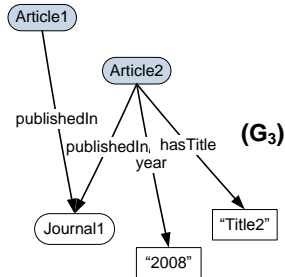 Article1
Article2
publishedIn
publishedIn
hasTitle
year
(G₃)
Journal1
"Title2"
"2008"